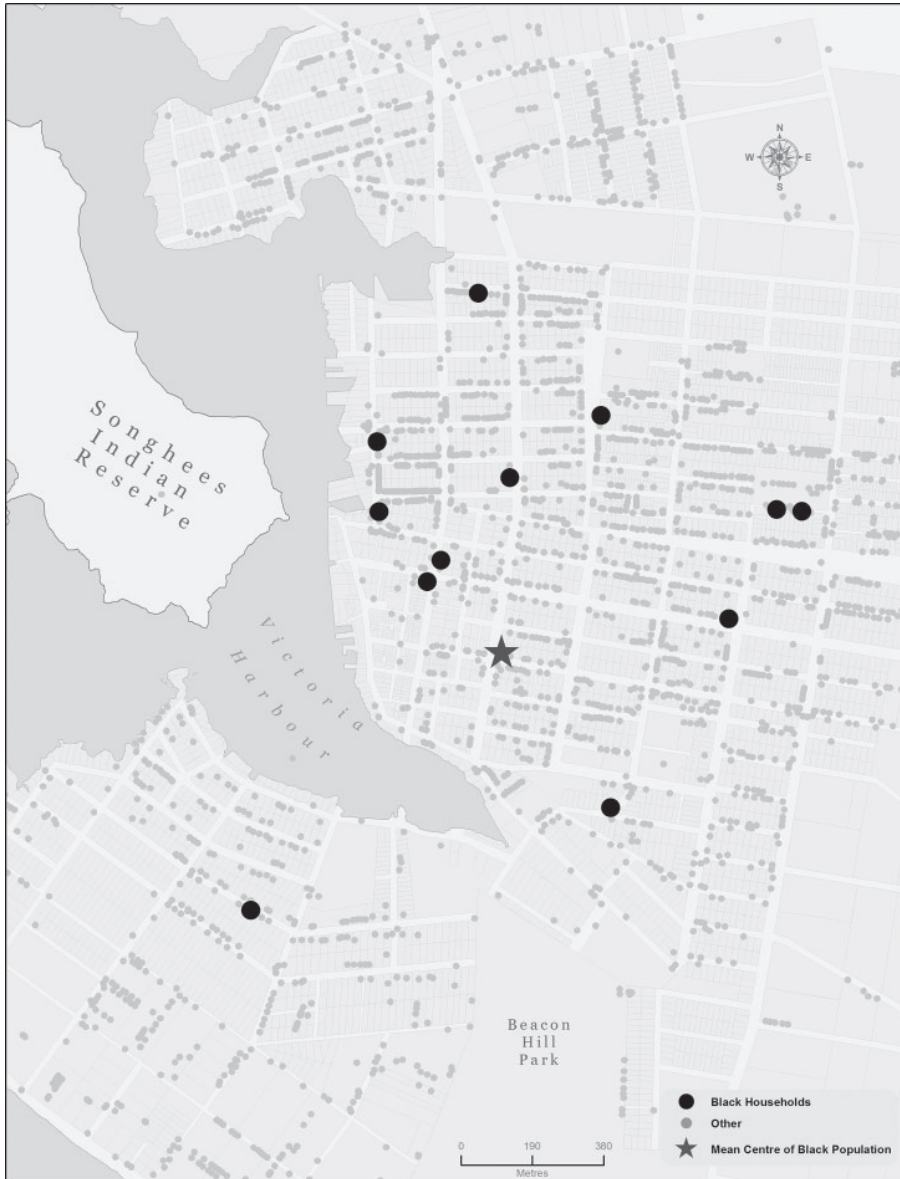 N
W E
S
Songhees
Indian
Reserve
Victoria
Harbour
Beacon
Hill
Park
Black Households
Other
Mean Centre of Black Population
0 190 380
Metres